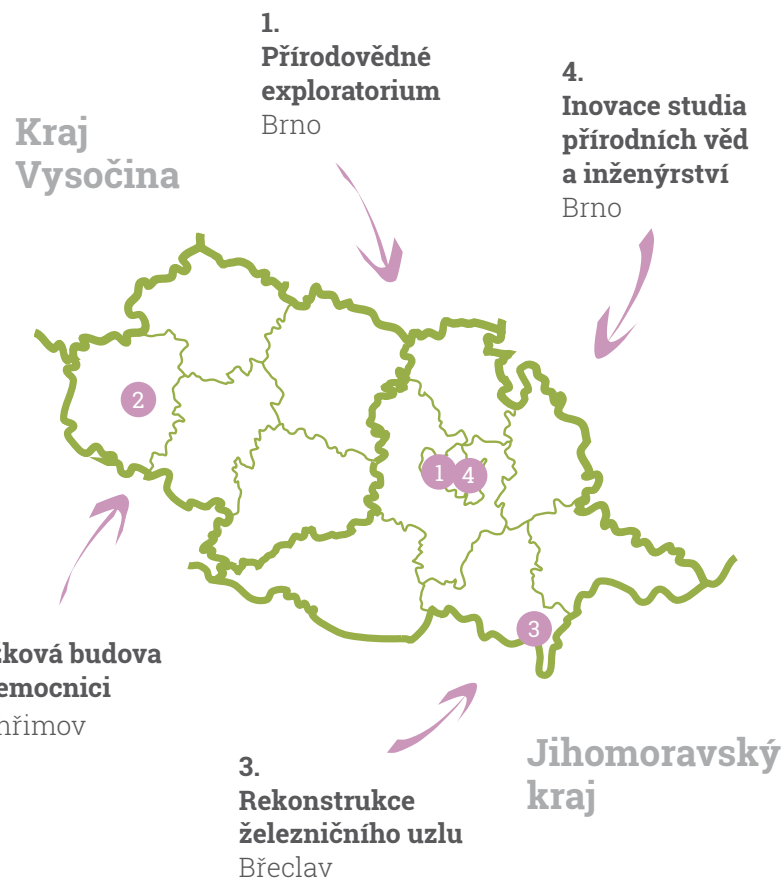 1.
Přírodovědné
exploratorium
Brno
4.
Inovace studia
přírodních věd
a inženýrství
Brno
Kraj
Vysočina
2
1
4
3
budova
3.
Rekonstrukce
železničního uzlu
Břeclav
Jihomoravský
kraj